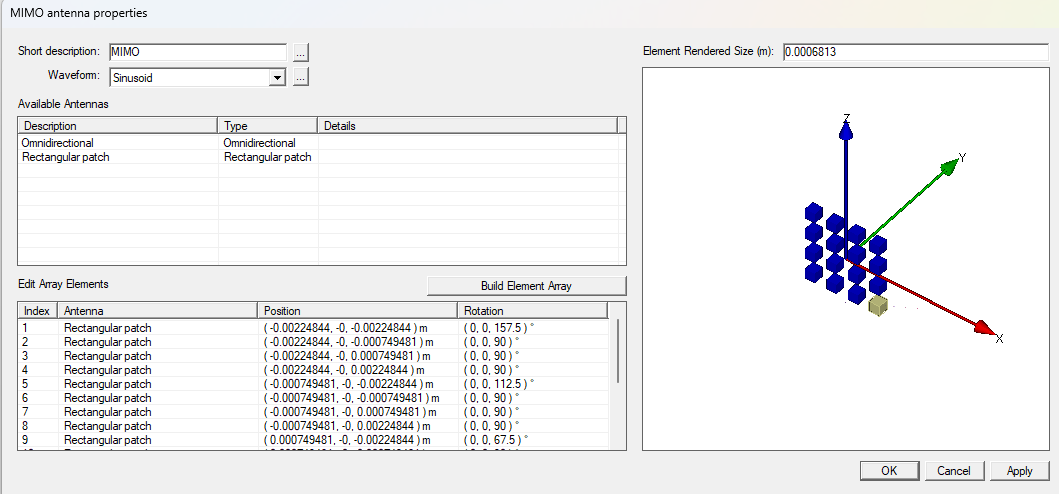 MIMO antenna properties
Short description: MIMO ...
Element Rendered Size (m): 0.0006813
Waveform: Sinusoid ...
Available Antennas
Description Type Details
Omnidirectional Omnidirectional
Rectangular patch Rectangular patch
Z
Y
X
Edit Array Elements Build Element Array
Index Antenna Position Rotation
1 Rectangular patch ( -0.00224844, -0, -0.00224844 ) m ( 0, 0, 157.5 ) °
2 Rectangular patch ( -0.00224844, -0, -0.000749481 ) m ( 0, 0, 90 ) °
3 Rectangular patch ( -0.00224844, -0, 0.000749481 ) m ( 0, 0, 90 ) °
4 Rectangular patch ( -0.00224844, -0, 0.00224844 ) m ( 0, 0, 90 ) °
5 Rectangular patch ( -0.000749481, -0, -0.00224844 ) m ( 0, 0, 112.5 ) °
6 Rectangular patch ( -0.000749481, -0, -0.000749481 ) m ( 0, 0, 90 ) °
7 Rectangular patch ( -0.000749481, -0, 0.000749481 ) m ( 0, 0, 90 ) °
8 Rectangular patch ( -0.000749481, -0, 0.00224844 ) m ( 0, 0, 90 ) °
9 Rectangular patch ( 0.000749481, -0, -0.00224844 ) m ( 0, 0, 67.5 ) °
OK Cancel Apply